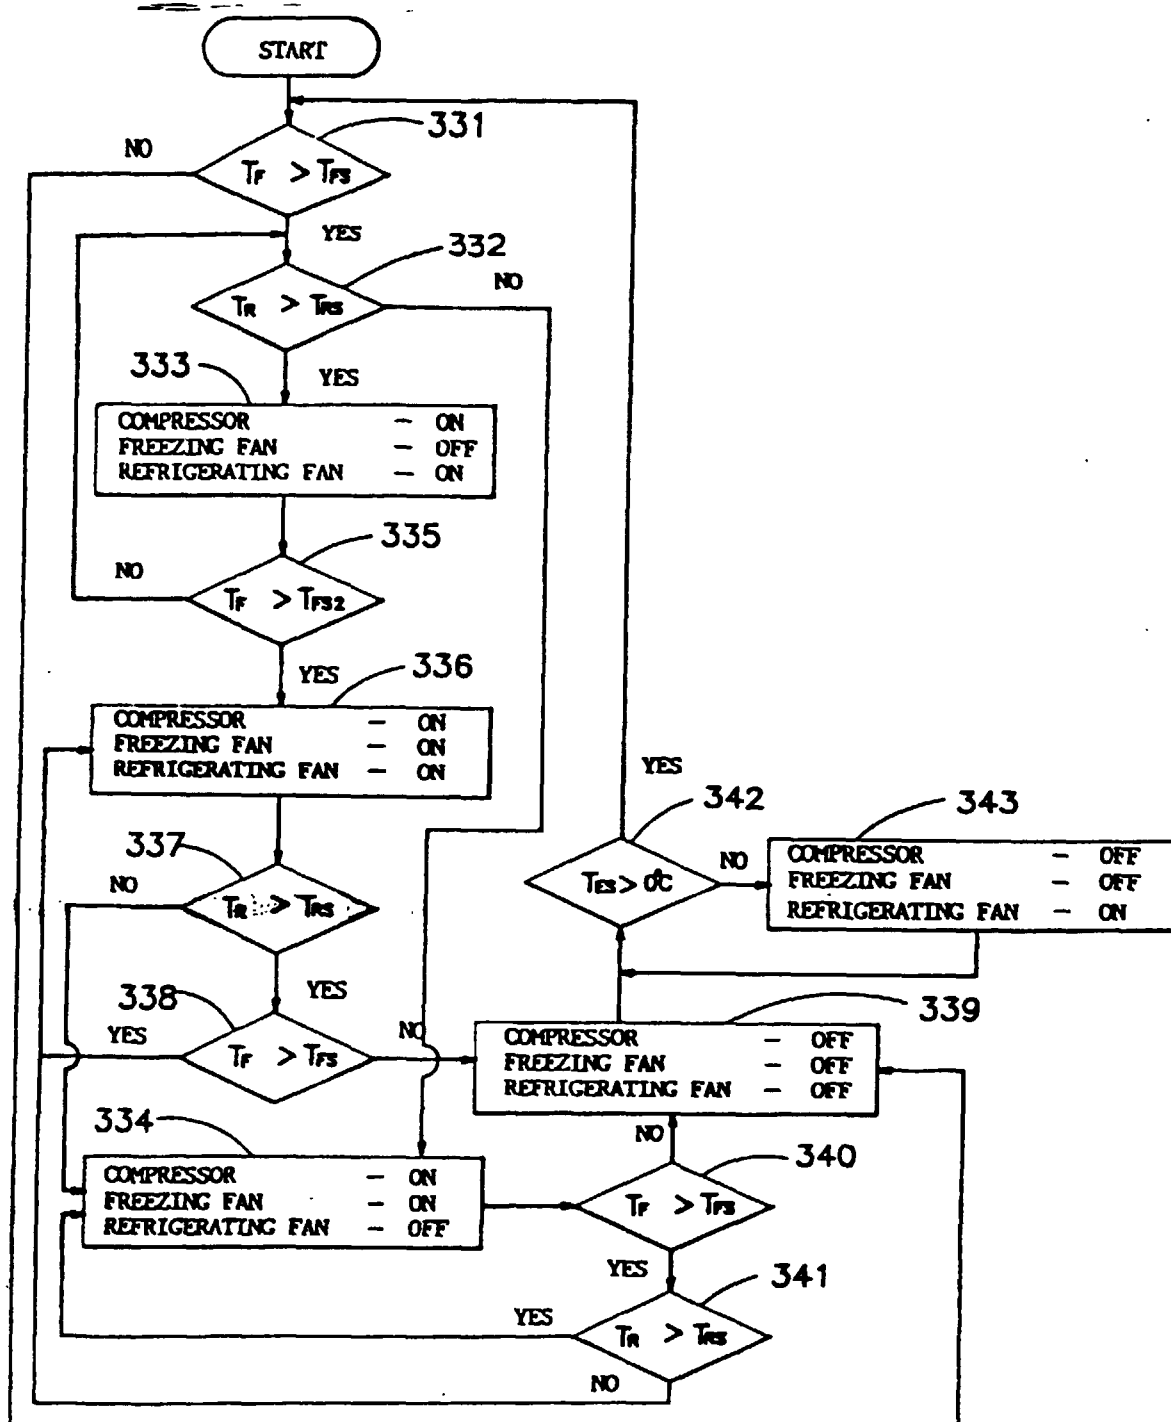 START
331
NO
TF > TFS
YES
332
NO
TR > TRS
333
YES
COMPRESSOR — ON
FREEZING FAN — OFF
REFRIGERATING FAN — ON
335
NO
TF > TFS2
YES
336
COMPRESSOR — ON
FREEZING FAN — ON
REFRIGERATING FAN — ON
YES
342
343
337
NO
TR > TRS
TES > 0°C
NO
COMPRESSOR — OFF
FREEZING FAN — OFF
REFRIGERATING FAN — ON
YES
338
YES
TF > TFS
NO
339
COMPRESSOR — OFF
FREEZING FAN — OFF
REFRIGERATING FAN — OFF
334
NO
COMPRESSOR — ON
FREEZING FAN — ON
REFRIGERATING FAN — OFF
340
TF > TFS
YES
341
YES
TR > TRS
NO